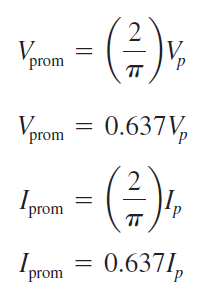 V_prom = (2/π)V_p
V_prom = 0.637V_p
I_prom = (2/π)I_p
I_prom = 0.637I_p